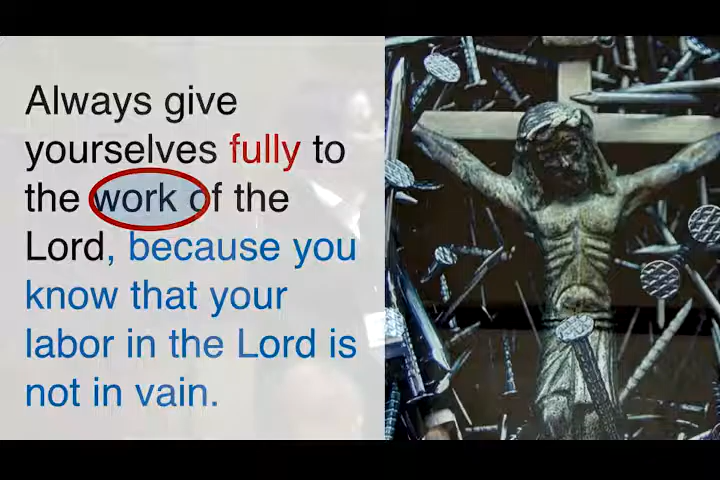 Always give
yourselves fully to
the work of the
Lord, because you
know that your
labor in the Lord is
not in vain.